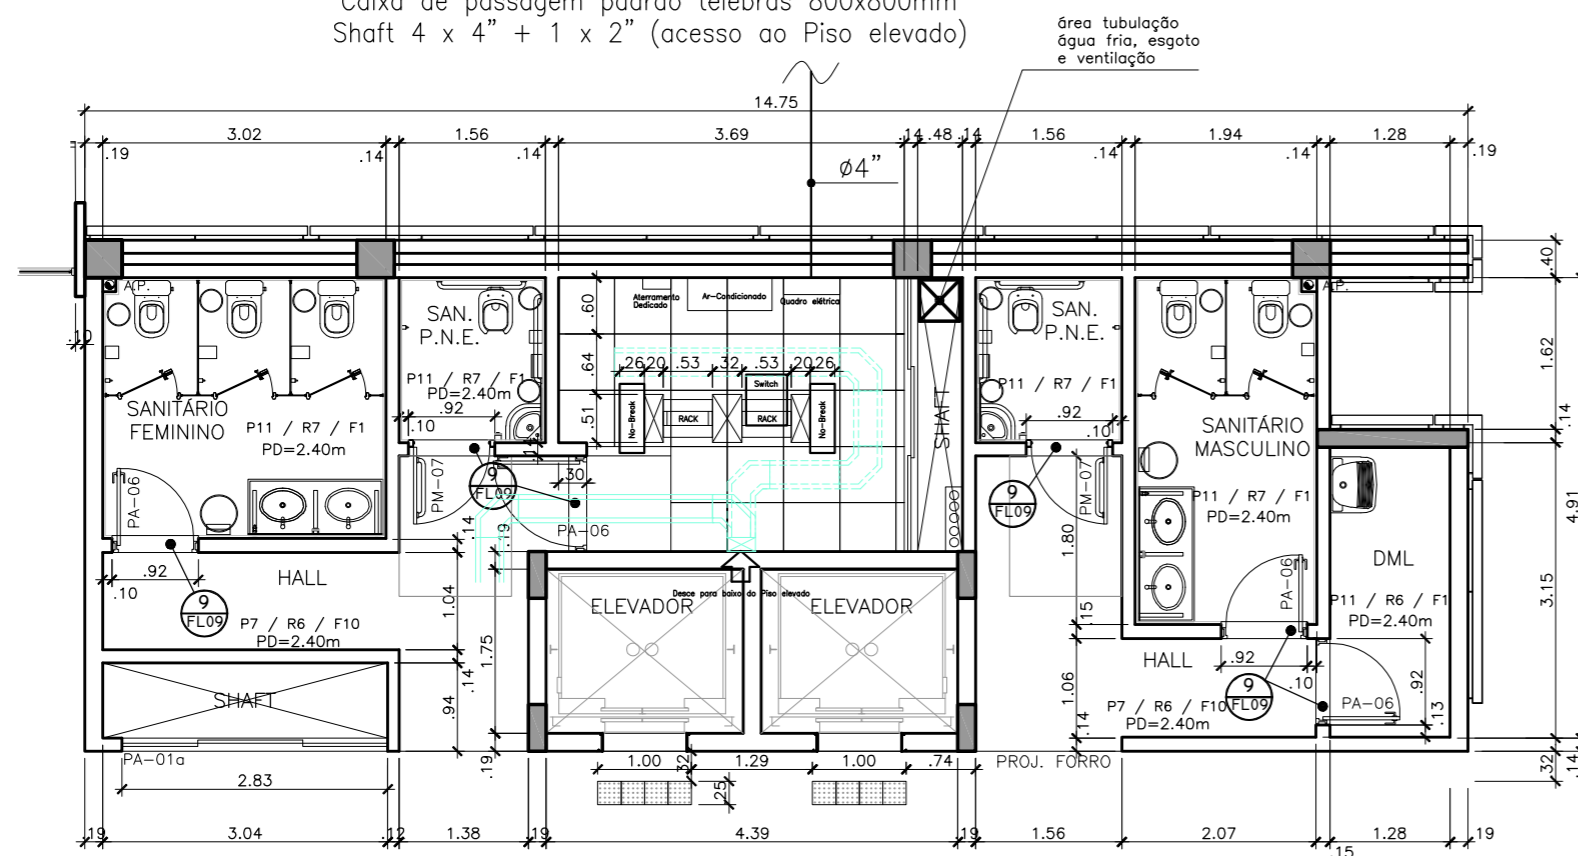 Caixa de passagem padrão telebrás 800x800mm
Shaft 4 x 4" + 1 x 2" (acesso ao Piso elevado)
área tubulação
água fria, esgoto
e ventilação
14.75
3.02
1.56
3.69
.14
.48
.14
1.56
1.94
1.28
.19
.14
.14
.14
.14
.19
ø4"
.40
A.P.
A.P.
.10
.60
Aterramento
Dedicado
Ar-Condicionado
Quadro elétrica
SAN.
P.N.E.
SAN.
P.N.E.
1.62
.64
.26
.20
.53
.32
.53
.20
.26
Switch
P11 / R7 / F1
PD=2.40m
P11 / R7 / F1
SANITÁRIO
FEMININO
P11 / R7 / F1
PD=2.40m
.92
.10
.51
No-Break
RACK
RACK
No-Break
SHAFT
.92
.10
SANITÁRIO
MASCULINO
.14
PA-06
PM-07
9
FL09
.30
PA-06
9
FL09
PM-07
P11 / R7 / F1
PD=2.40m
4.91
.14
.19
1.80
DML
.92
.10
HALL
9
FL09
P7 / R6 / F10
PD=2.40m
1.04
Desce para baixo do Piso elevado
ELEVADOR
ELEVADOR
.15
PA-06
P11 / R6 / F1
PD=2.40m
3.15
1.75
.14
.94
SHAFT
HALL
.92
.10
9
FL09
.92
1.06
P7 / R6 / F10
PD=2.40m
PA-06
.13
.14
PA-01a
.19
1.00
.32
1.29
1.00
.74
PROJ. FORRO
.32
.14
2.83
.25
.19
3.04
.12
1.38
.19
4.39
.19
1.56
2.07
1.28
.19
.15